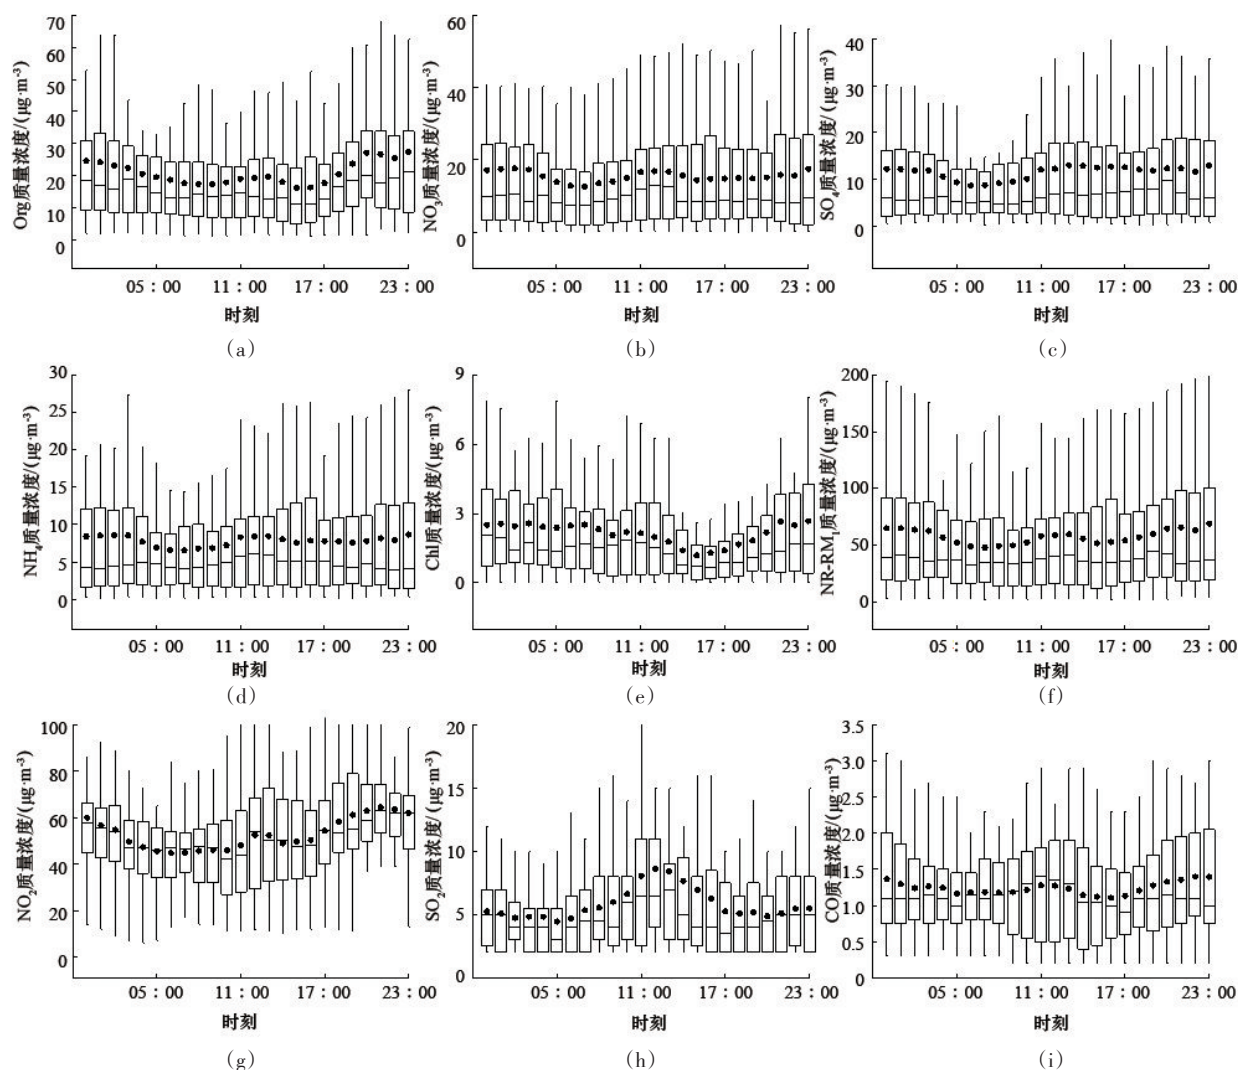 70
60
50
40
30
20
10
0
Org质量浓度/(μg·m⁻³)
05：00 11：00 17：00 23：00
时刻
(a)
60
40
20
0
NO₃质量浓度/(μg·m⁻³)
05：00 11：00 17：00 23：00
时刻
(b)
40
30
20
10
0
SO₄质量浓度/(μg·m⁻³)
05：00 11：00 17：00 23：00
时刻
(c)
30
25
20
15
10
5
0
NH₄质量浓度/(μg·m⁻³)
05：00 11：00 17：00 23：00
时刻
(d)
9
6
3
0
Chl质量浓度/(μg·m⁻³)
05：00 11：00 17：00 23：00
时刻
(e)
200
150
100
50
0
NR-RM₁质量浓度/(μg·m⁻³)
05：00 11：00 17：00 23：00
时刻
(f)
100
80
60
40
20
0
NO₂质量浓度/(μg·m⁻³)
05：00 11：00 17：00 23：00
时刻
(g)
20
15
10
5
0
SO₂质量浓度/(μg·m⁻³)
05：00 11：00 17：00 23：00
时刻
(h)
3.5
3.0
2.5
2.0
1.5
1.0
0.5
0
CO质量浓度/(μg·m⁻³)
05：00 11：00 17：00 23：00
时刻
(i)